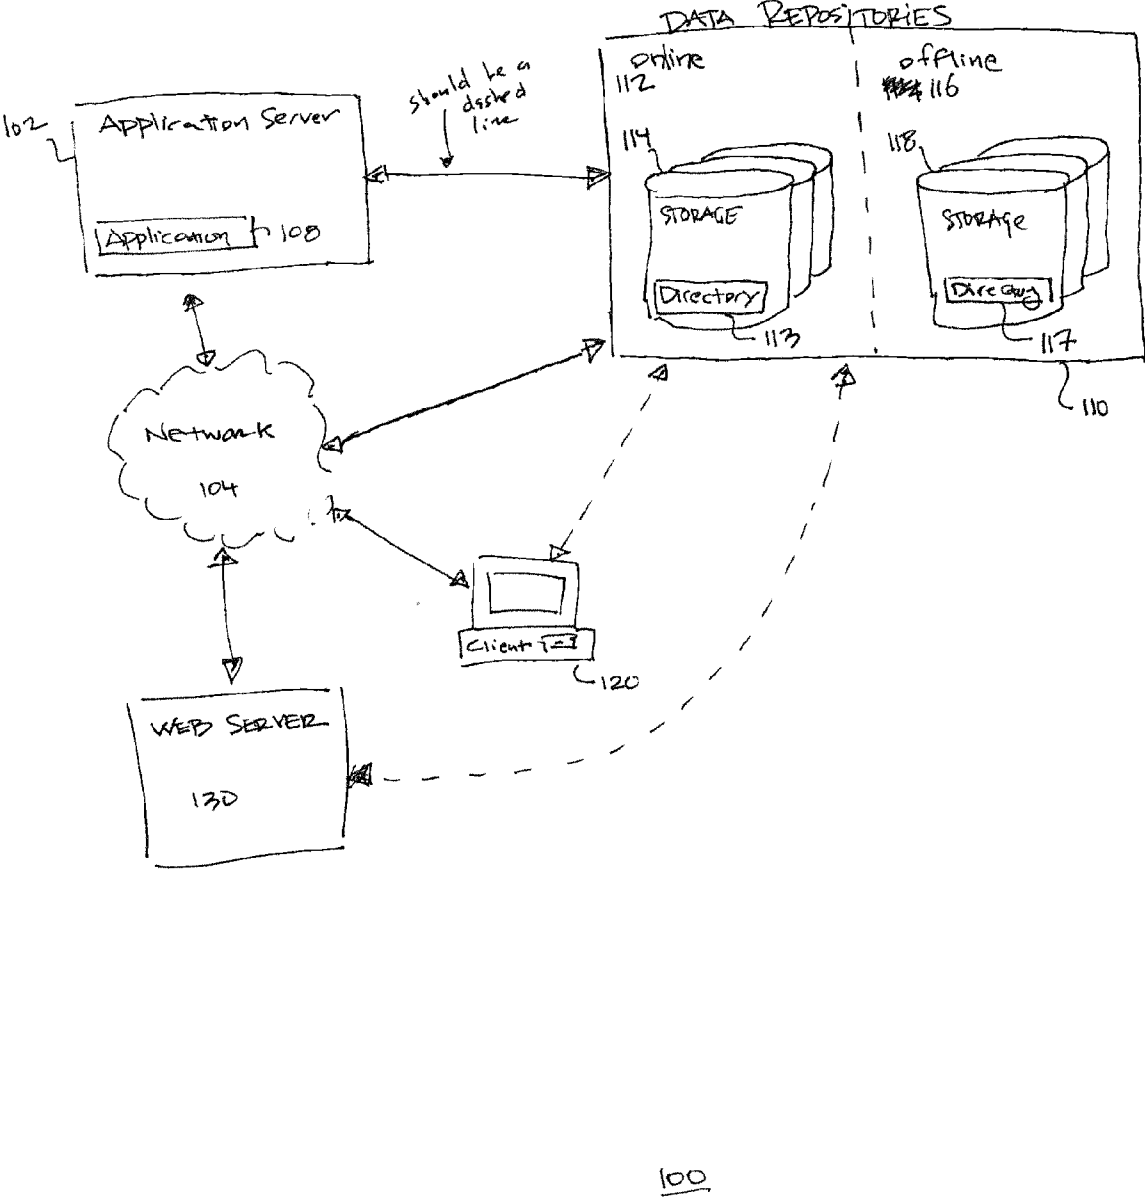 DATA REPOSITORIES
online
112
offline
116
should be a
dashed
line
102
Application Server
114
118
STORAGE
STORAGE
Application
108
Directory
Directory
113
117
110
Network
104
Client
120
WEB SERVER
130
100